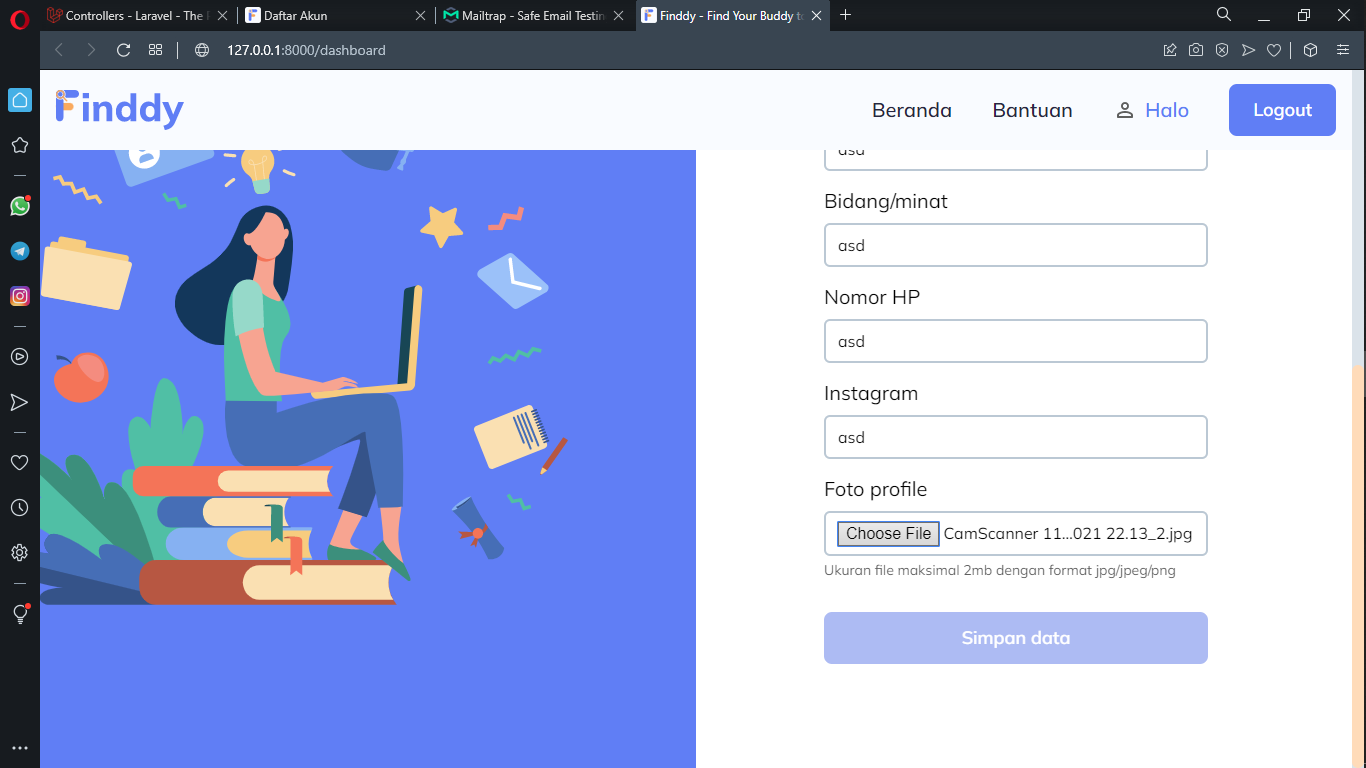 Controllers - Laravel - The
Daftar Akun
Mailtrap - Safe Email Testin
Finddy - Find Your Buddy t
127.0.0.1:8000/dashboard
Finddy
Beranda
Bantuan
Halo
Logout
asd
Bidang/minat
asd
Nomor HP
asd
Instagram
asd
Foto profile
Choose File CamScanner 11...021 22.13_2.jpg
Ukuran file maksimal 2mb dengan format jpg/jpeg/png
Simpan data